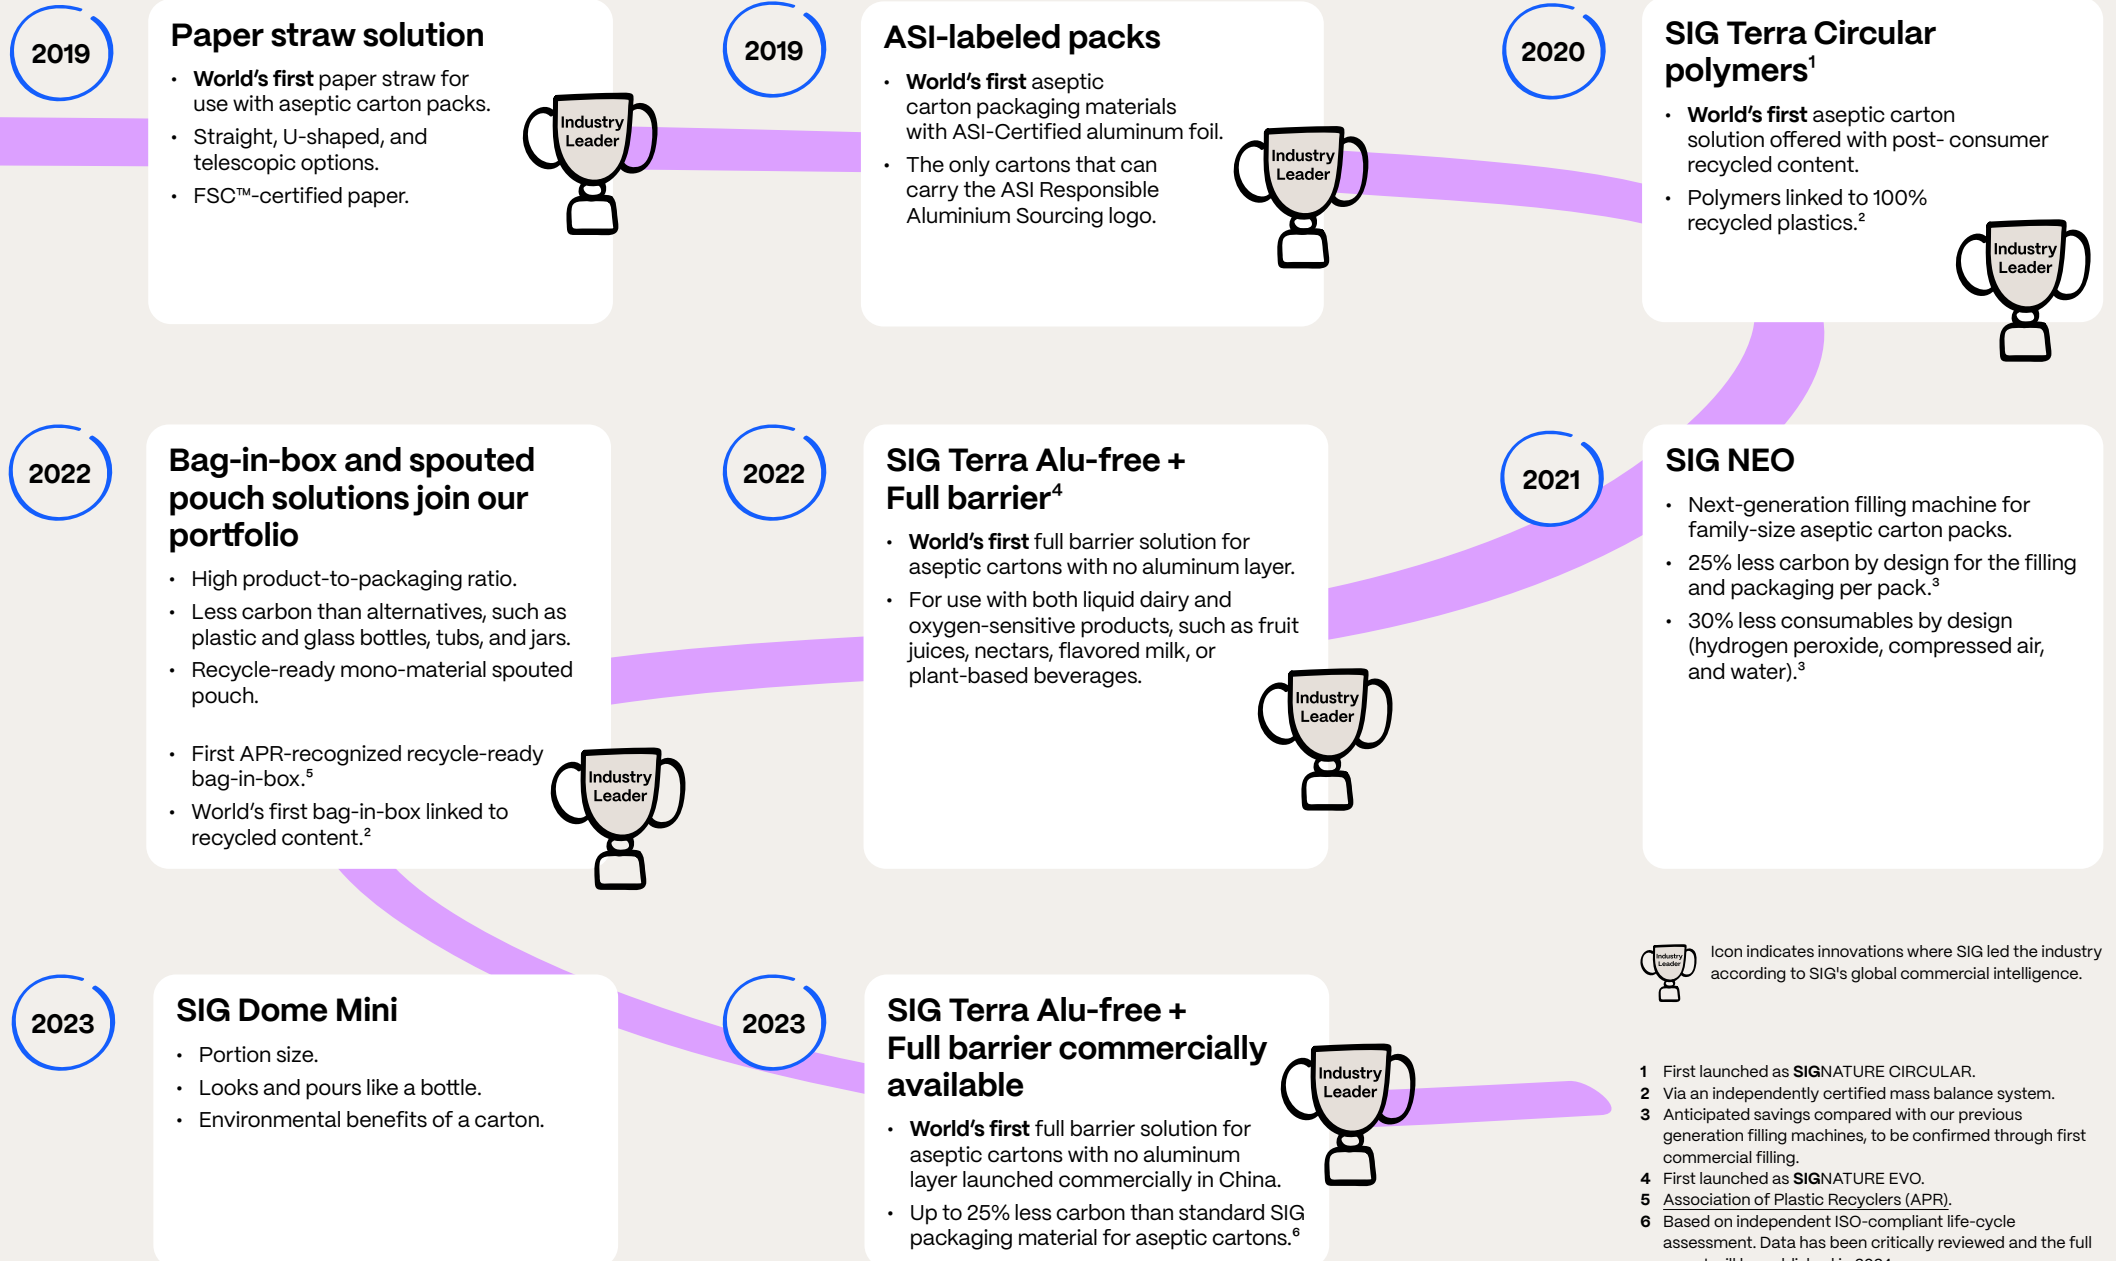 2019
Paper straw solution
• World's first paper straw for
use with aseptic carton packs.
• Straight, U-shaped, and
telescopic options.
• FSC™-certified paper.
Industry
Leader
2019
ASI-labeled packs
• World's first aseptic
carton packaging materials
with ASI-Certified aluminum foil.
• The only cartons that can
carry the ASI Responsible
Aluminium Sourcing logo.
Industry
Leader
2020
SIG Terra Circular
polymers¹
• World's first aseptic carton
solution offered with post- consumer
recycled content.
• Polymers linked to 100%
recycled plastics.²
Industry
Leader
2022
Bag-in-box and spouted
pouch solutions join our
portfolio
• High product-to-packaging ratio.
• Less carbon than alternatives, such as
plastic and glass bottles, tubs, and jars.
• Recycle-ready mono-material spouted
pouch.
• First APR-recognized recycle-ready
bag-in-box.⁵
• World's first bag-in-box linked to
recycled content.²
Industry
Leader
2022
SIG Terra Alu-free +
Full barrier⁴
• World's first full barrier solution for
aseptic cartons with no aluminum layer.
• For use with both liquid dairy and
oxygen-sensitive products, such as fruit
juices, nectars, flavored milk, or
plant-based beverages.
Industry
Leader
2021
SIG NEO
• Next-generation filling machine for
family-size aseptic carton packs.
• 25% less carbon by design for the filling
and packaging per pack.³
• 30% less consumables by design
(hydrogen peroxide, compressed air,
and water).³
2023
SIG Dome Mini
• Portion size.
• Looks and pours like a bottle.
• Environmental benefits of a carton.
2023
SIG Terra Alu-free +
Full barrier commercially
available
• World's first full barrier solution for
aseptic cartons with no aluminum
layer launched commercially in China.
• Up to 25% less carbon than standard SIG
packaging material for aseptic cartons.⁶
Industry
Leader
Industry
Leader
Icon indicates innovations where SIG led the industry
according to SIG's global commercial intelligence.
1 First launched as SIGNATURE CIRCULAR.
2 Via an independently certified mass balance system.
3 Anticipated savings compared with our previous
generation filling machines, to be confirmed through first
commercial filling.
4 First launched as SIGNATURE EVO.
5 Association of Plastic Recyclers (APR).
6 Based on independent ISO-compliant life-cycle
assessment. Data has been critically reviewed and the full